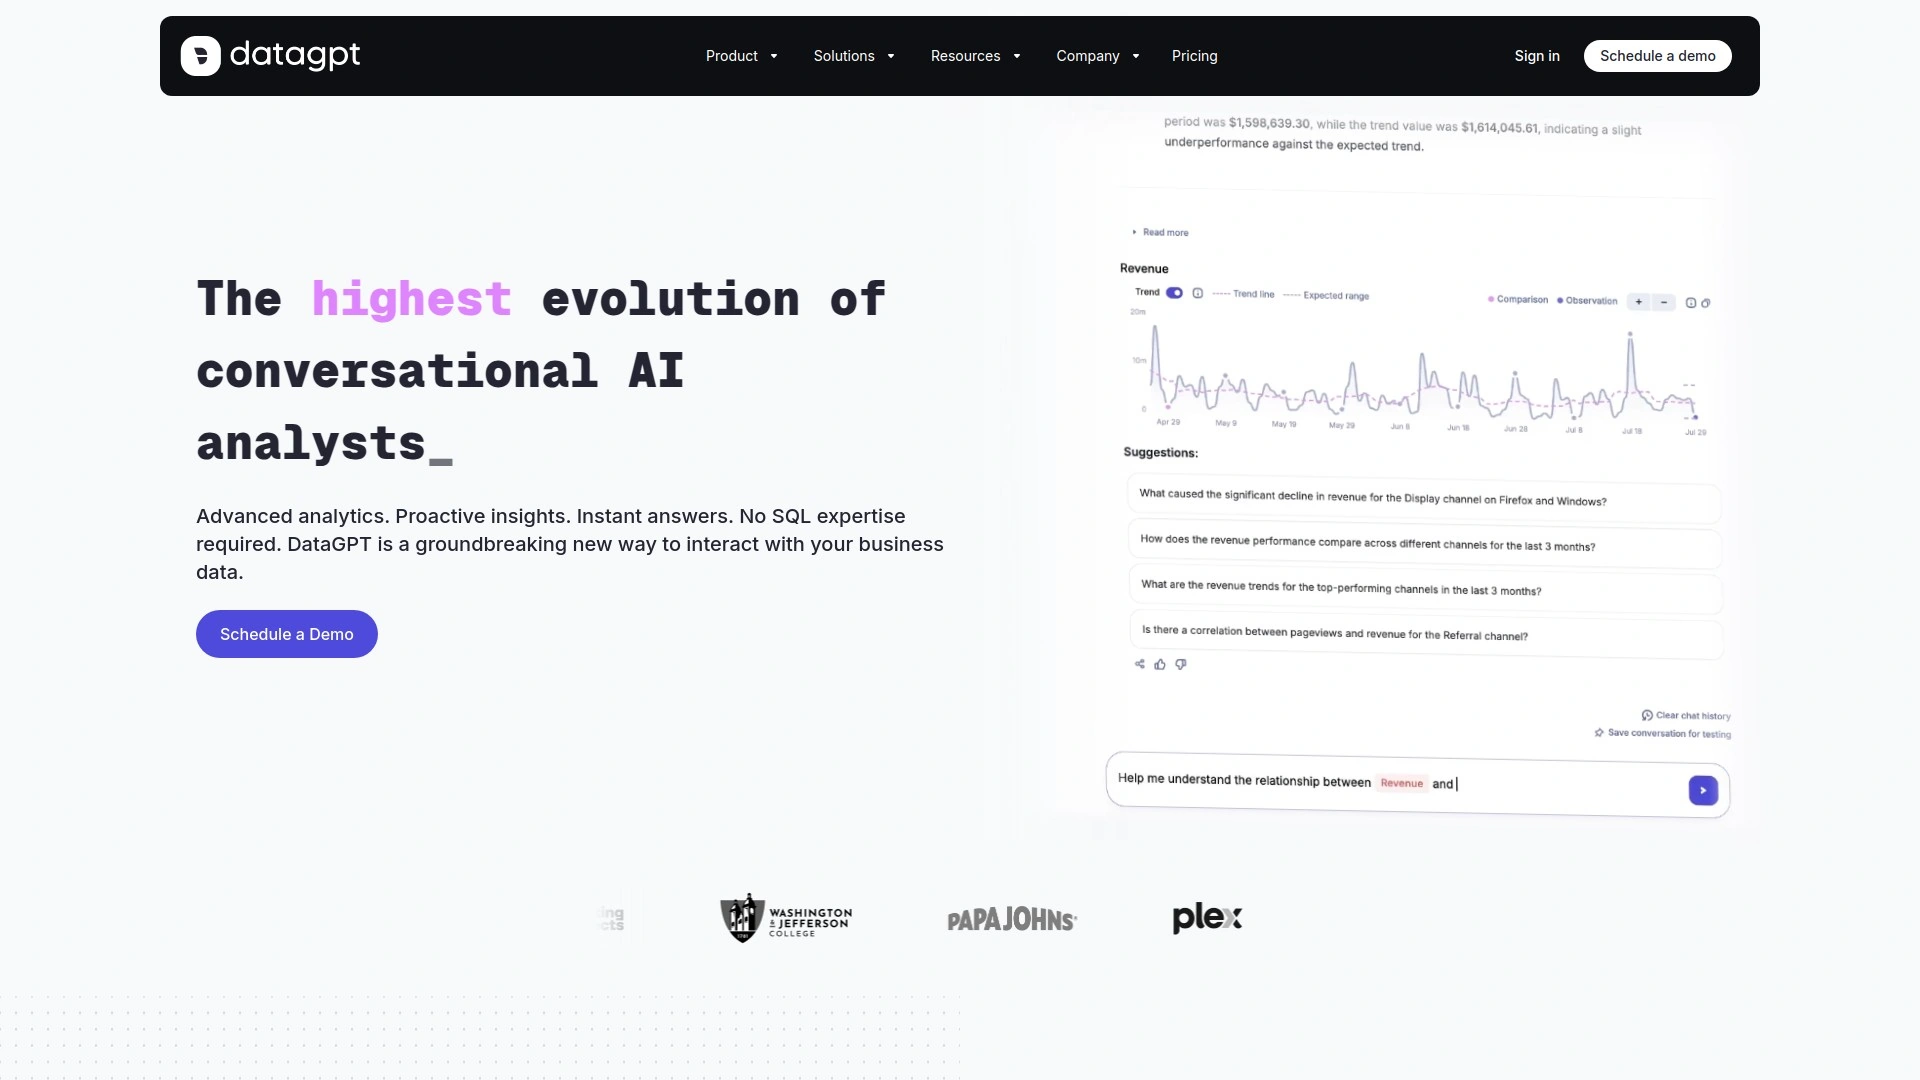 datagpt
Product
Solutions
Resources
Company
Pricing
Sign in
Schedule a demo
The highest evolution of
conversational AI
analysts_
Advanced analytics. Proactive insights. Instant answers. No SQL expertise
required. DataGPT is a groundbreaking new way to interact with your business
data.
Schedule a Demo
period was $1,598,639.30, while the trend value was $1,614,045.61, indicating a slight
underperformance against the expected trend.
Read more
Revenue
Trend
Trend line
Expected range
Comparison
Observation
+
−
20m
10m
0
Apr 29
May 9
May 19
May 29
Jun 8
Jun 18
Jun 28
Jul 8
Jul 18
Jul 29
Suggestions:
What caused the significant decline in revenue for the Display channel on Firefox and Windows?
How does the revenue performance compare across different channels for the last 3 months?
What are the revenue trends for the top-performing channels in the last 3 months?
Is there a correlation between pageviews and revenue for the Referral channel?
Clear chat history
Save conversation for testing
Help me understand the relationship between Revenue and
WASHINGTON
& JEFFERSON
COLLEGE
PAPA JOHNS
plex